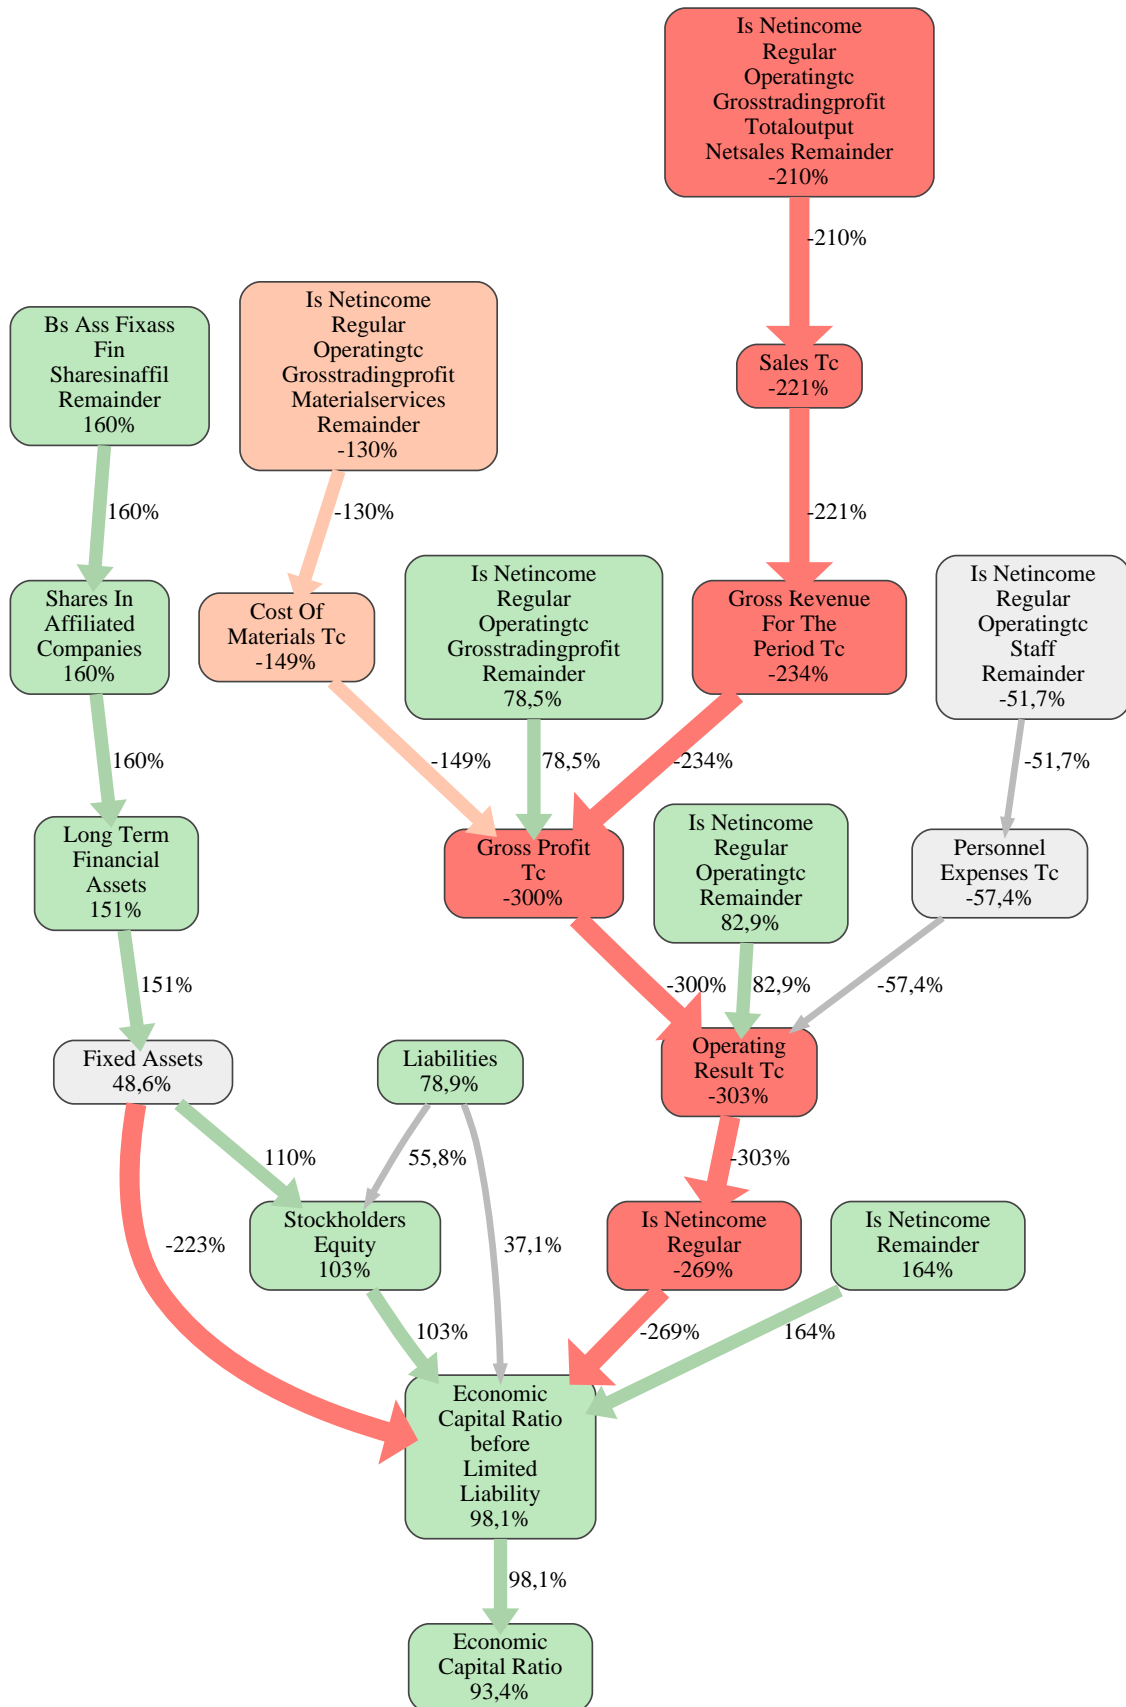 Is Netincome
Regular
Operatingtc
Grosstradingprofit
Totaloutput
Netsales Remainder
-210%
-210%
Bs Ass Fixass
Fin
Sharesinaffil
Remainder
160%
Is Netincome
Regular
Operatingtc
Grosstradingprofit
Materialservices
Remainder
-130%
Sales Tc
-221%
160%
-130%
-221%
Shares In
Affiliated
Companies
160%
Cost Of
Materials Tc
-149%
Is Netincome
Regular
Operatingtc
Grosstradingprofit
Remainder
78,5%
Gross Revenue
For The
Period Tc
-234%
Is Netincome
Regular
Operatingtc
Staff
Remainder
-51,7%
160%
-149%
78,5%
-234%
-51,7%
Long Term
Financial
Assets
151%
Gross Profit
Tc
-300%
Is Netincome
Regular
Operatingtc
Remainder
82,9%
Personnel
Expenses Tc
-57,4%
151%
-300%
82,9%
-57,4%
Fixed Assets
48,6%
Liabilities
78,9%
Operating
Result Tc
-303%
110%
55,8%
-303%
-223%
Stockholders
Equity
103%
37,1%
Is Netincome
Regular
-269%
Is Netincome
Remainder
164%
103%
-269%
164%
Economic
Capital Ratio
before
Limited
Liability
98,1%
98,1%
Economic
Capital Ratio
93,4%